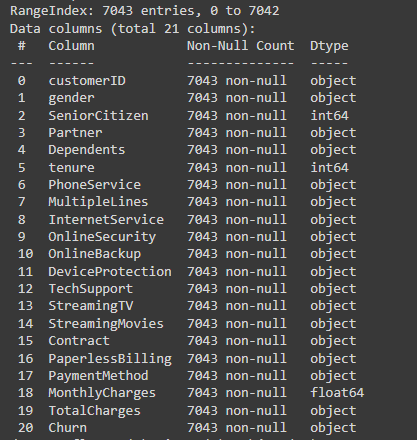 RangeIndex: 7043 entries, 0 to 7042
Data columns (total 21 columns):
 #   Column            Non-Null Count  Dtype
---  ------            --------------  -----
 0   customerID        7043 non-null   object
 1   gender            7043 non-null   object
 2   SeniorCitizen     7043 non-null   int64
 3   Partner           7043 non-null   object
 4   Dependents        7043 non-null   object
 5   tenure            7043 non-null   int64
 6   PhoneService      7043 non-null   object
 7   MultipleLines     7043 non-null   object
 8   InternetService   7043 non-null   object
 9   OnlineSecurity    7043 non-null   object
 10  OnlineBackup      7043 non-null   object
 11  DeviceProtection  7043 non-null   object
 12  TechSupport       7043 non-null   object
 13  StreamingTV       7043 non-null   object
 14  StreamingMovies   7043 non-null   object
 15  Contract          7043 non-null   object
 16  PaperlessBilling  7043 non-null   object
 17  PaymentMethod     7043 non-null   object
 18  MonthlyCharges    7043 non-null   float64
 19  TotalCharges      7043 non-null   object
 20  Churn             7043 non-null   object